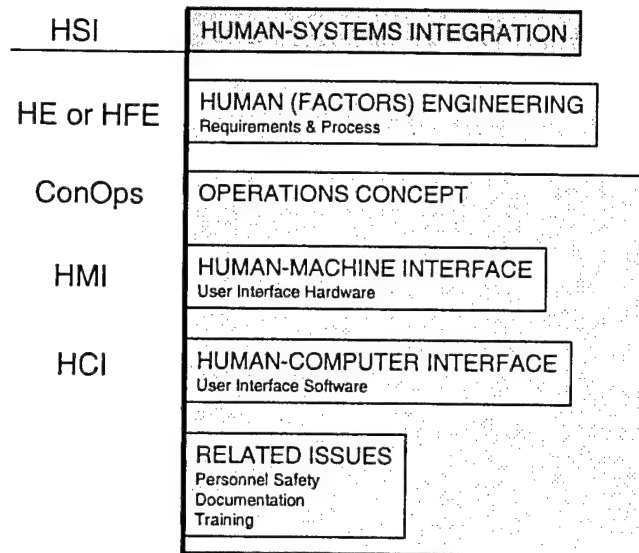 HSI HUMAN-SYSTEMS INTEGRATION
HE or HFE HUMAN (FACTORS) ENGINEERING
Requirements & Process
ConOps OPERATIONS CONCEPT
HMI HUMAN-MACHINE INTERFACE
User Interface Hardware
HCI HUMAN-COMPUTER INTERFACE
User Interface Software
RELATED ISSUES
Personnel Safety
Documentation
Training